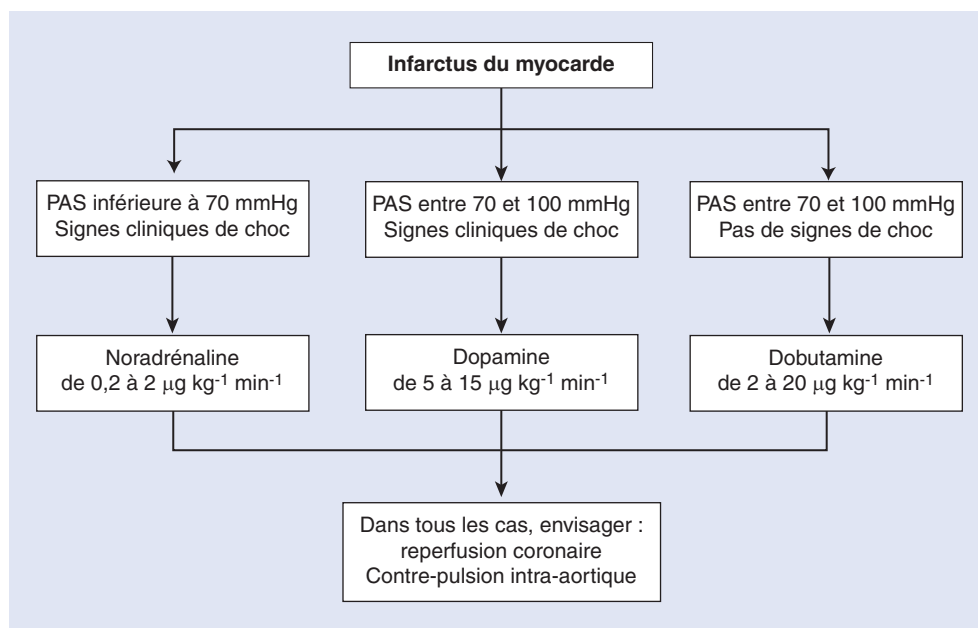 Infarctus du myocarde
PAS inférieure à 70 mmHg
Signes cliniques de choc
PAS entre 70 et 100 mmHg
Signes cliniques de choc
PAS entre 70 et 100 mmHg
Pas de signes de choc
Noradrénaline
de 0,2 à 2 μg kg⁻¹ min⁻¹
Dopamine
de 5 à 15 μg kg⁻¹ min⁻¹
Dobutamine
de 2 à 20 μg kg⁻¹ min⁻¹
Dans tous les cas, envisager :
reperfusion coronaire
Contre-pulsion intra-aortique